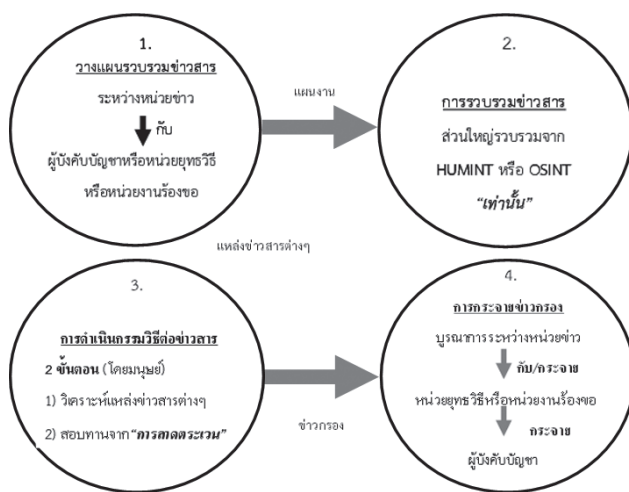 1.
วางแผนรวบรวมข่าวสาร
ระหว่างหน่วยข่าว
กับ
ผู้บังคับบัญชาหรือหน่วยยุทธวิธี
หรือหน่วยงานร้องขอ
แผนงาน
2.
การรวบรวมข่าวสาร
ส่วนใหญ่รวบรวมจาก
HUMINT หรือ OSINT
“เท่านั้น”
แหล่งข่าวสารต่างๆ
3.
การดำเนินกรรมวิธีต่อข่าวสาร
2 ขั้นตอน (โดยมนุษย์)
1) วิเคราะห์แหล่งข่าวสารต่างๆ
2) สอบทานจาก“การลาดตระเวน”
ข่าวกรอง
4.
การกระจายข่าวกรอง
บูรณาการระหว่างหน่วยข่าว
กับ/กระจาย
หน่วยยุทธวิธีหรือหน่วยงานร้องขอ
กระจาย
ผู้บังคับบัญชา